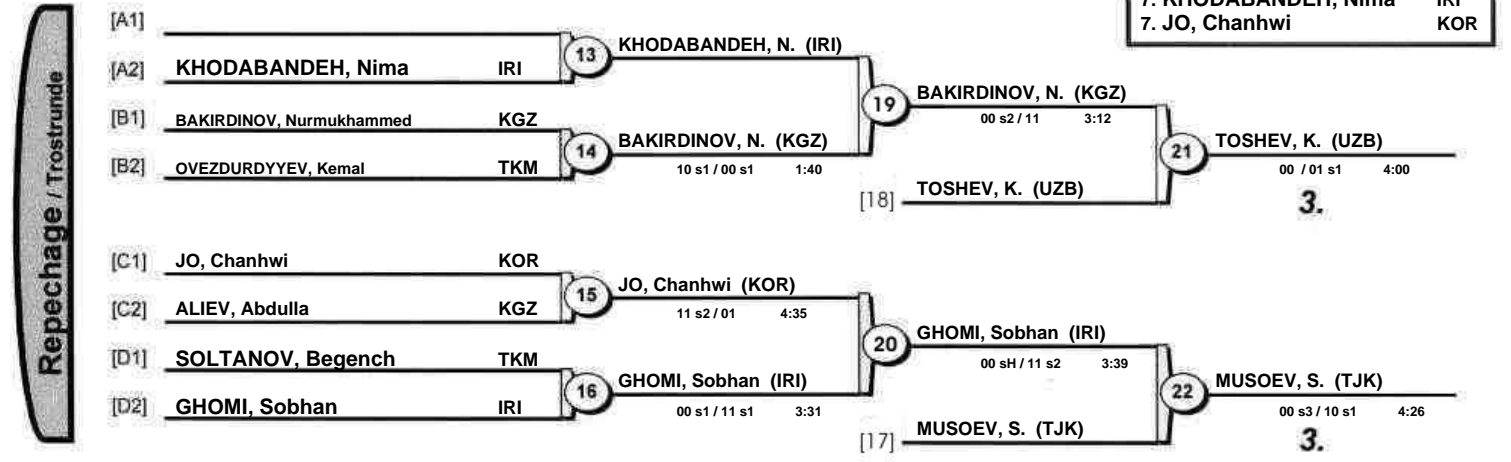 7. KHODABANDEH, Nima IRI
7. JO, Chanhwi KOR
Repechage / Trostrunde
[A1]
[A2] KHODABANDEH, Nima IRI
13
KHODABANDEH, N. (IRI)
[B1] BAKIRDINOV, Nurmukhammed KGZ
[B2] OVEZDURDYYEV, Kemal TKM
14
BAKIRDINOV, N. (KGZ)
10 s1 / 00 s1 1:40
19
BAKIRDINOV, N. (KGZ)
00 s2 / 11 3:12
[18] TOSHEV, K. (UZB)
21
TOSHEV, K. (UZB)
00 / 01 s1 4:00
3.
[C1] JO, Chanhwi KOR
[C2] ALIEV, Abdulla KGZ
15
JO, Chanhwi (KOR)
11 s2 / 01 4:35
[D1] SOLTANOV, Begench TKM
[D2] GHOMI, Sobhan IRI
16
GHOMI, Sobhan (IRI)
00 s1 / 11 s1 3:31
20
GHOMI, Sobhan (IRI)
00 sH / 11 s2 3:39
[17] MUSOEV, S. (TJK)
22
MUSOEV, S. (TJK)
00 s3 / 10 s1 4:26
3.